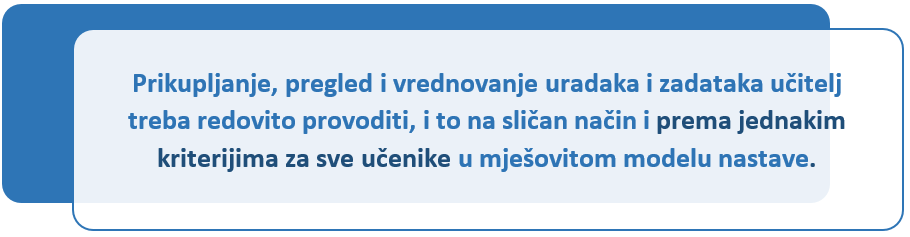 Prikupljanje, pregled i vrednovanje uradaka i zadataka učitelj
treba redovito provoditi, i to na sličan način i prema jednakim
kriterijima za sve učenike u mješovitom modelu nastave.